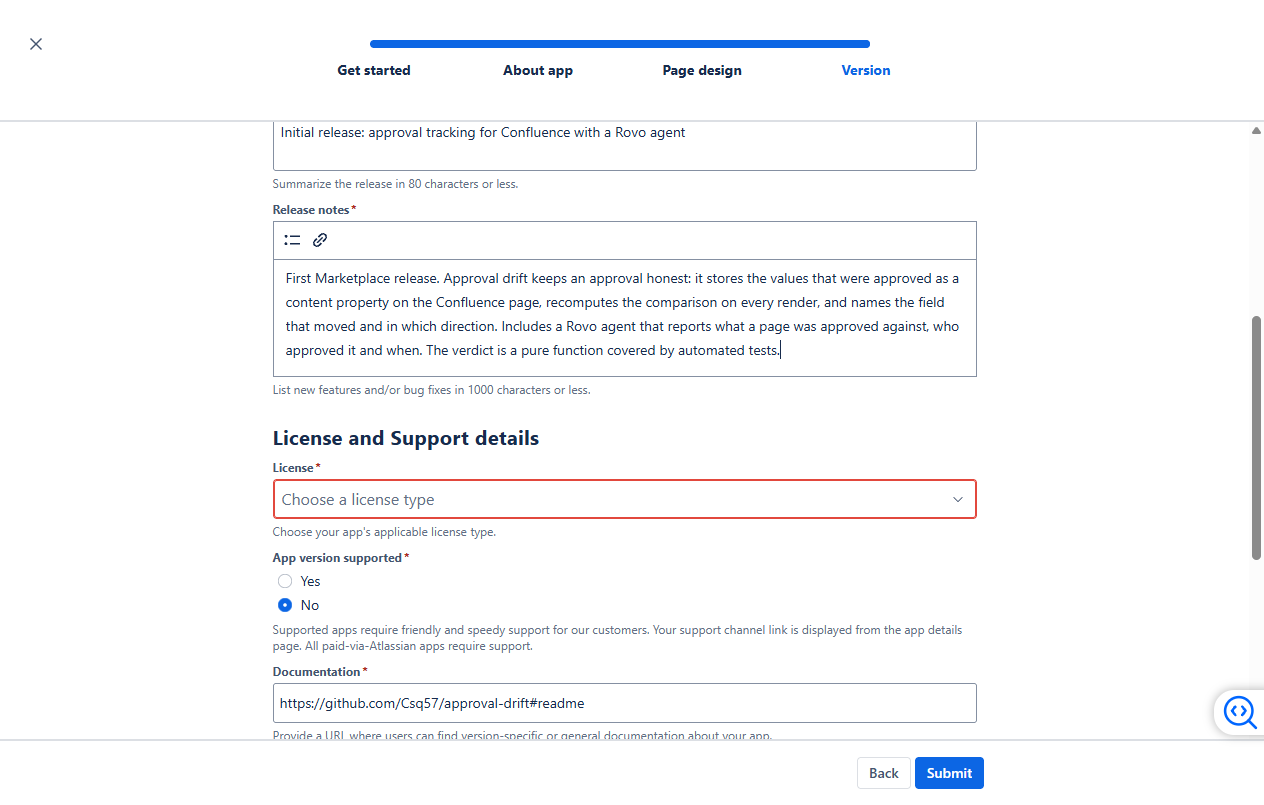 Get started
About app
Page design
Version
Initial release: approval tracking for Confluence with a Rovo agent
Summarize the release in 80 characters or less.
Release notes*
First Marketplace release. Approval drift keeps an approval honest: it stores the values that were approved as a
content property on the Confluence page, recomputes the comparison on every render, and names the field
that moved and in which direction. Includes a Rovo agent that reports what a page was approved against, who
approved it and when. The verdict is a pure function covered by automated tests.
List new features and/or bug fixes in 1000 characters or less.
License and Support details
License*
Choose a license type
Choose your app's applicable license type.
App version supported*
Yes
No
Supported apps require friendly and speedy support for our customers. Your support channel link is displayed from the app details
page. All paid-via-Atlassian apps require support.
Documentation*
https://github.com/Csq57/approval-drift#readme
Provide a URL where users can find version-specific or general documentation about your app.
Back
Submit